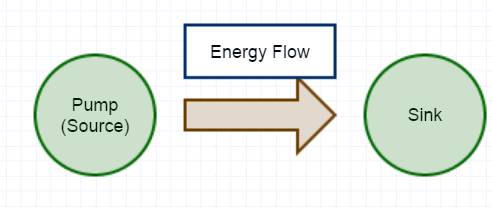 Energy Flow
Pump
(Source)
Sink